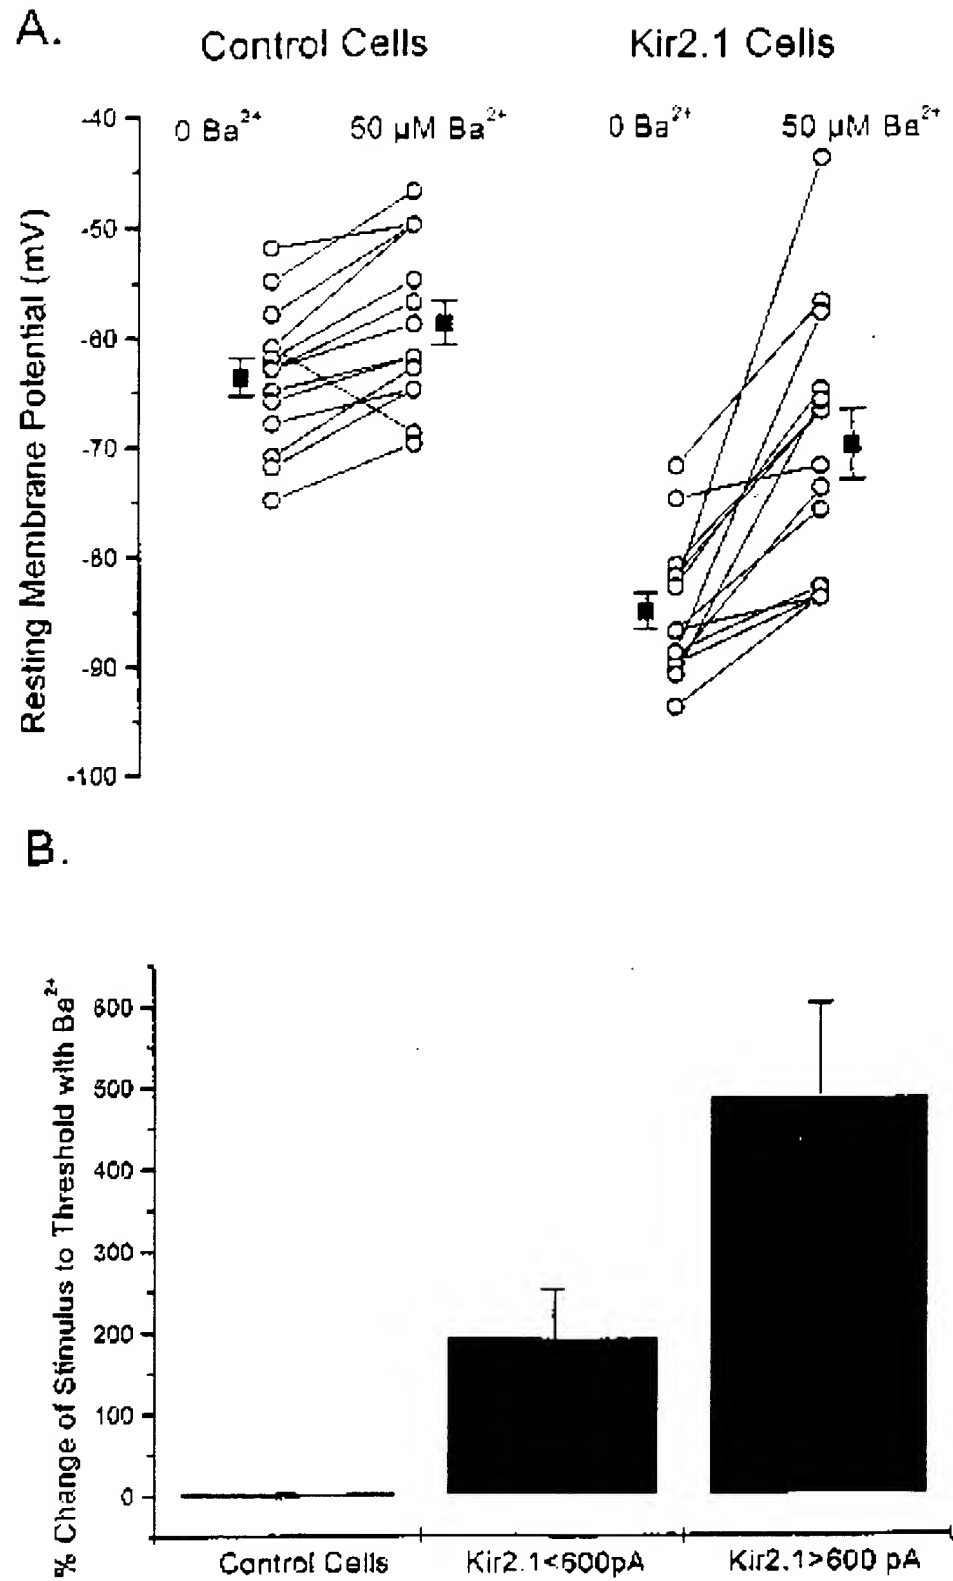 A.
Control Cells Kir2.1 Cells
0 Ba²⁺ 50 µM Ba²⁺ 0 Ba²⁺ 50 µM Ba²⁺
Resting Membrane Potential (mV)
-40
-50
-60
-70
-80
-90
-100
B.
% Change of Stimulus to Threshold with Ba²⁺
600
500
400
300
200
100
0
Control Cells Kir2.1<600pA Kir2.1>600 pA